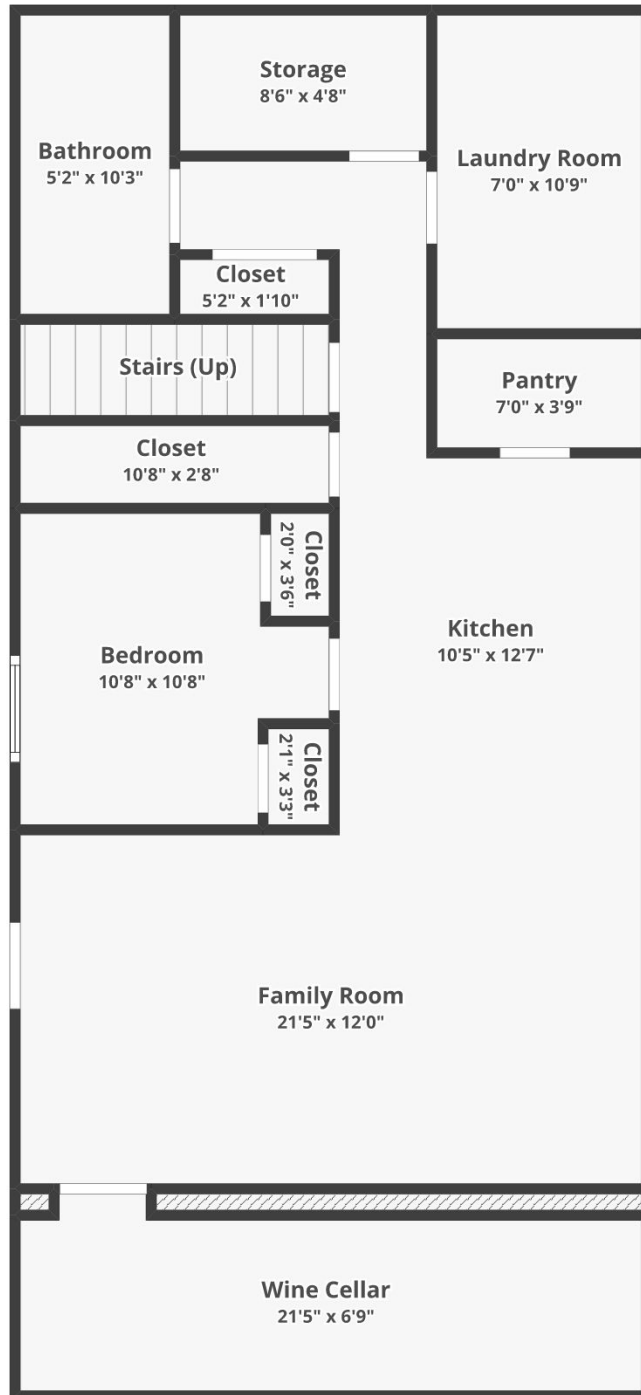 Storage
8'6" x 4'8"
Bathroom
5'2" x 10'3"
Laundry Room
7'0" x 10'9"
Closet
5'2" x 1'10"
Stairs (Up)
Pantry
7'0" x 3'9"
Closet
10'8" x 2'8"
Closet
2'0" x 3'6"
Kitchen
10'5" x 12'7"
Bedroom
10'8" x 10'8"
Closet
2'1" x 3'3"
Family Room
21'5" x 12'0"
Wine Cellar
21'5" x 6'9"